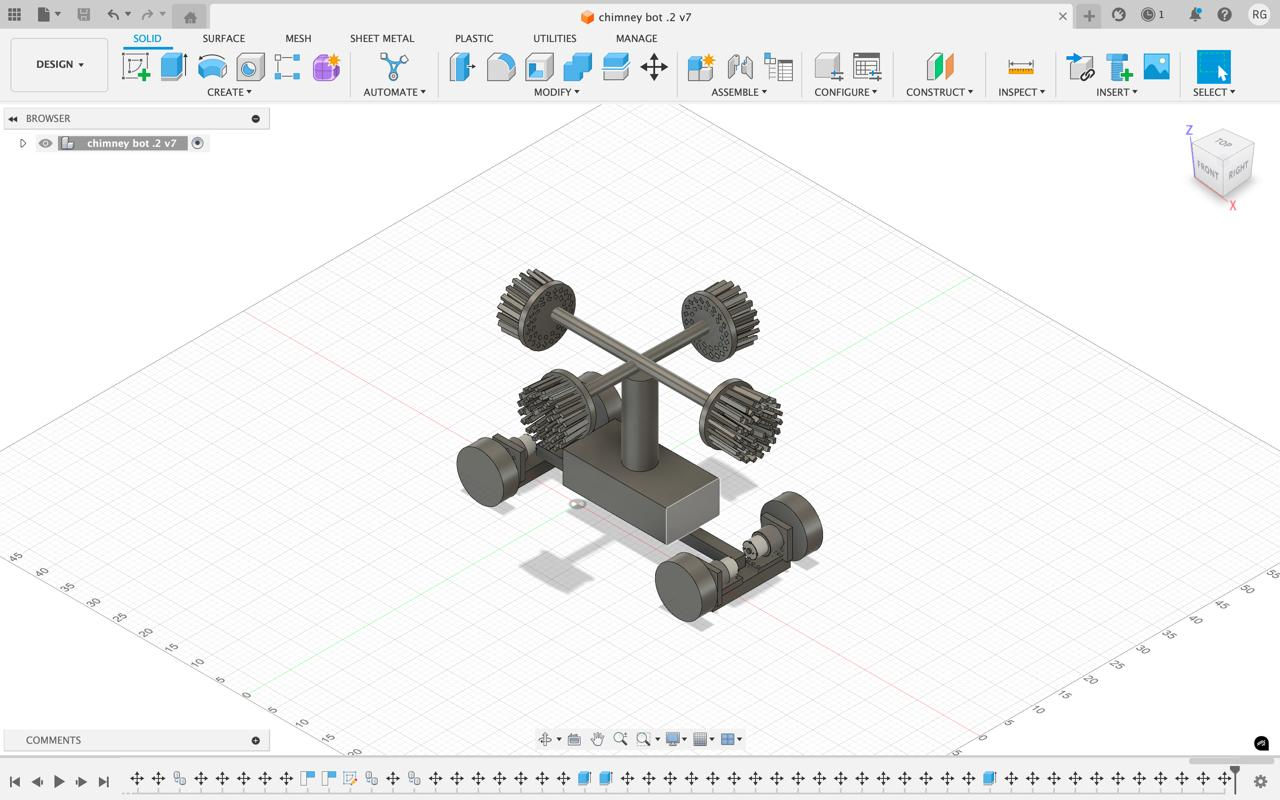 chimney bot .2 v7
1
RG
DESIGN
SOLID
SURFACE
MESH
SHEET METAL
PLASTIC
UTILITIES
MANAGE
CREATE
AUTOMATE
MODIFY
ASSEMBLE
CONFIGURE
CONSTRUCT
INSPECT
INSERT
SELECT
BROWSER
chimney bot .2 v7
Z
TOP
FRONT
RIGHT
X
45
40
35
30
25
20
15
10
5
0
5
10
15
20
5
0
5
10
15
20
25
30
35
40
45
50
55
COMMENTS